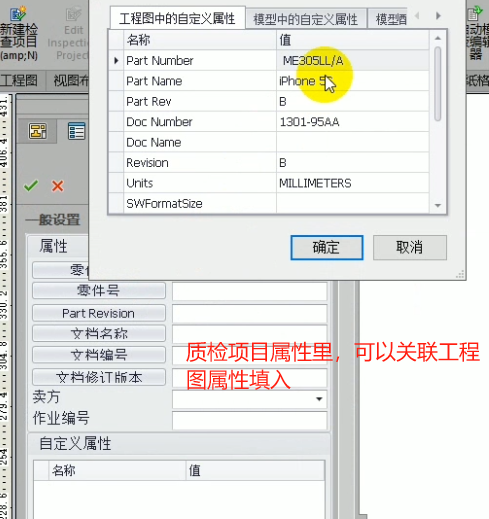 新建检
查项目
(amp;N)
Edit
Inspection
Project
工程图
视图布
工程图中的自定义属性
模型中的自定义属性
名称
值
Part Number
ME305LL/A
Part Name
iPhone 5
Part Rev
B
Doc Number
1301-95AA
Doc Name
Revision
B
Units
MILLIMETERS
SWFormatSize
确定
取消
一般设置
属性
零件号
Part Revision
文档名称
文档编号
文档修订版本
卖方
作业编号
自定义属性
名称
值
质检项目属性里,可以关联工程
图属性填入